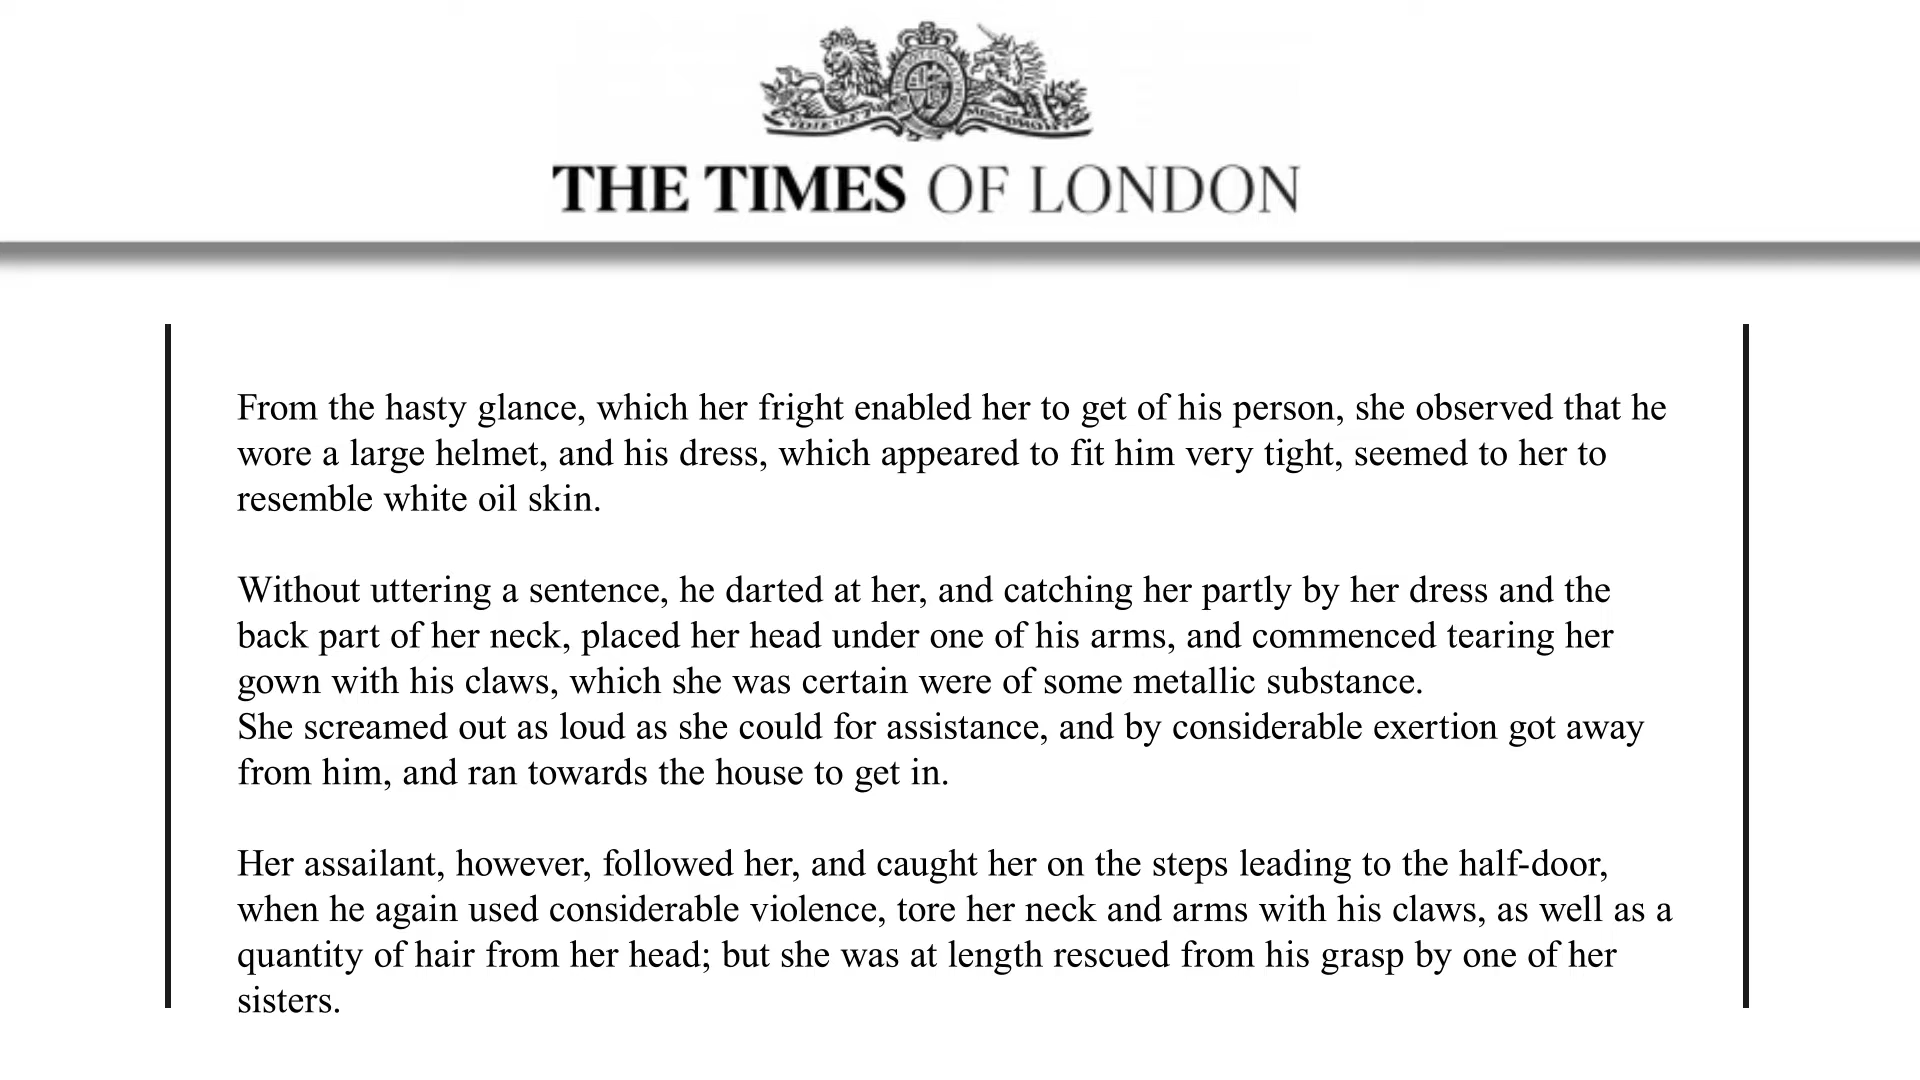 THE TIMES OF LONDON
From the hasty glance, which her fright enabled her to get of his person, she observed that he
wore a large helmet, and his dress, which appeared to fit him very tight, seemed to her to
resemble white oil skin.
Without uttering a sentence, he darted at her, and catching her partly by her dress and the
back part of her neck, placed her head under one of his arms, and commenced tearing her
gown with his claws, which she was certain were of some metallic substance.
She screamed out as loud as she could for assistance, and by considerable exertion got away
from him, and ran towards the house to get in.
Her assailant, however, followed her, and caught her on the steps leading to the half-door,
when he again used considerable violence, tore her neck and arms with his claws, as well as a
quantity of hair from her head; but she was at length rescued from his grasp by one of her
sisters.